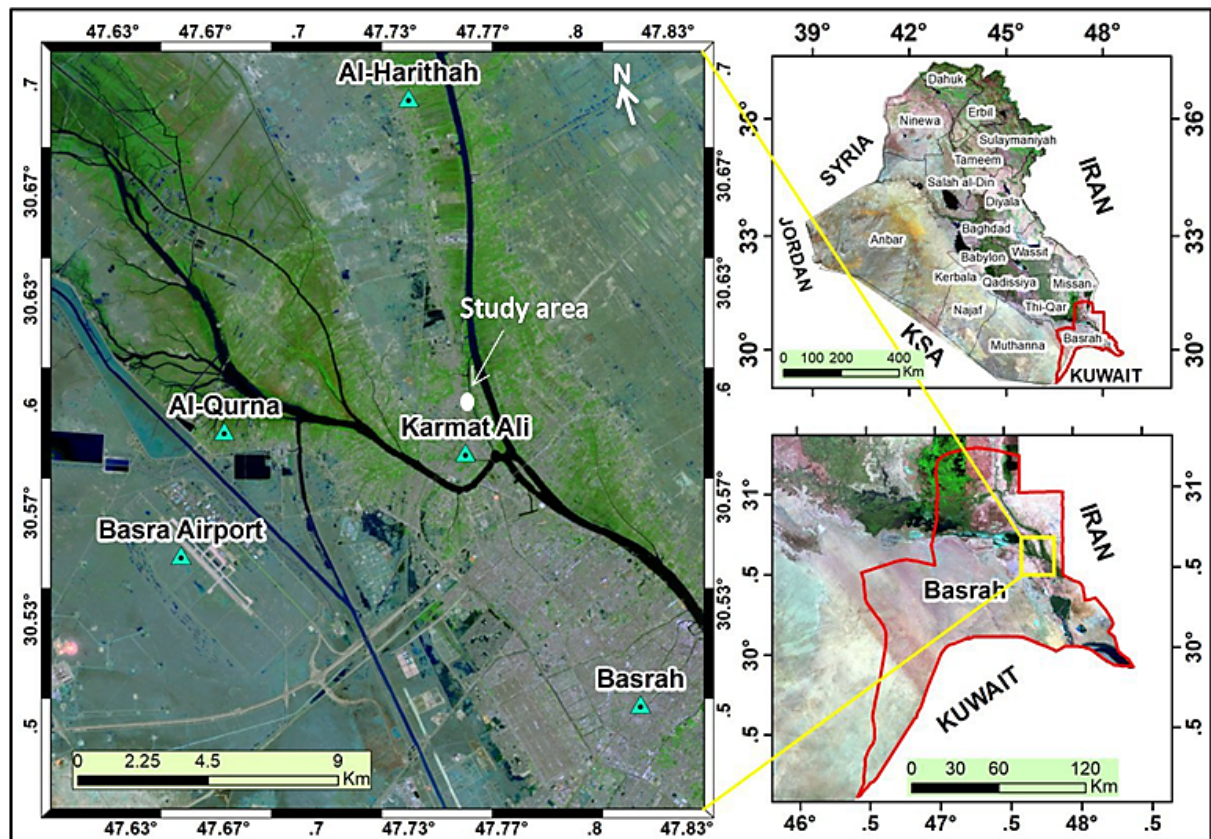 47.63° 47.67° .7 47.73° 47.77° .8 47.83°
.7
30.67°
30.63°
.6
30.57°
30.53°
.5
Al-Harithah
N
Study area
Al-Qurna
Karmat Ali
Basra Airport
Basrah
0 2.25 4.5 9
Km
.7
30.67°
30.63°
.6
30.57°
30.53°
.5
47.63° 47.67° .7 47.73° 47.77° .8 47.83°
39° 42° 45° 48°
36°
33°
30°
Dahuk
Erbil
Ninewa
Sulaymaniyah
Tameem
SYRIA
IRAN
Salah al-Din
Diyala
Baghdad
JORDAN
Anbar
Wassit
Babylon
Kerbala
Qadissiya
Missan
Najaf
Thi-Qar
KSA
Muthanna
Basrah
0 100 200 400
Km
KUWAIT
36°
33°
30°
31°
.5
30°
.5
IRAN
Basrah
KUWAIT
0 30 60 120
Km
31°
.5
30°
.5
46° .5 47° .5 48°